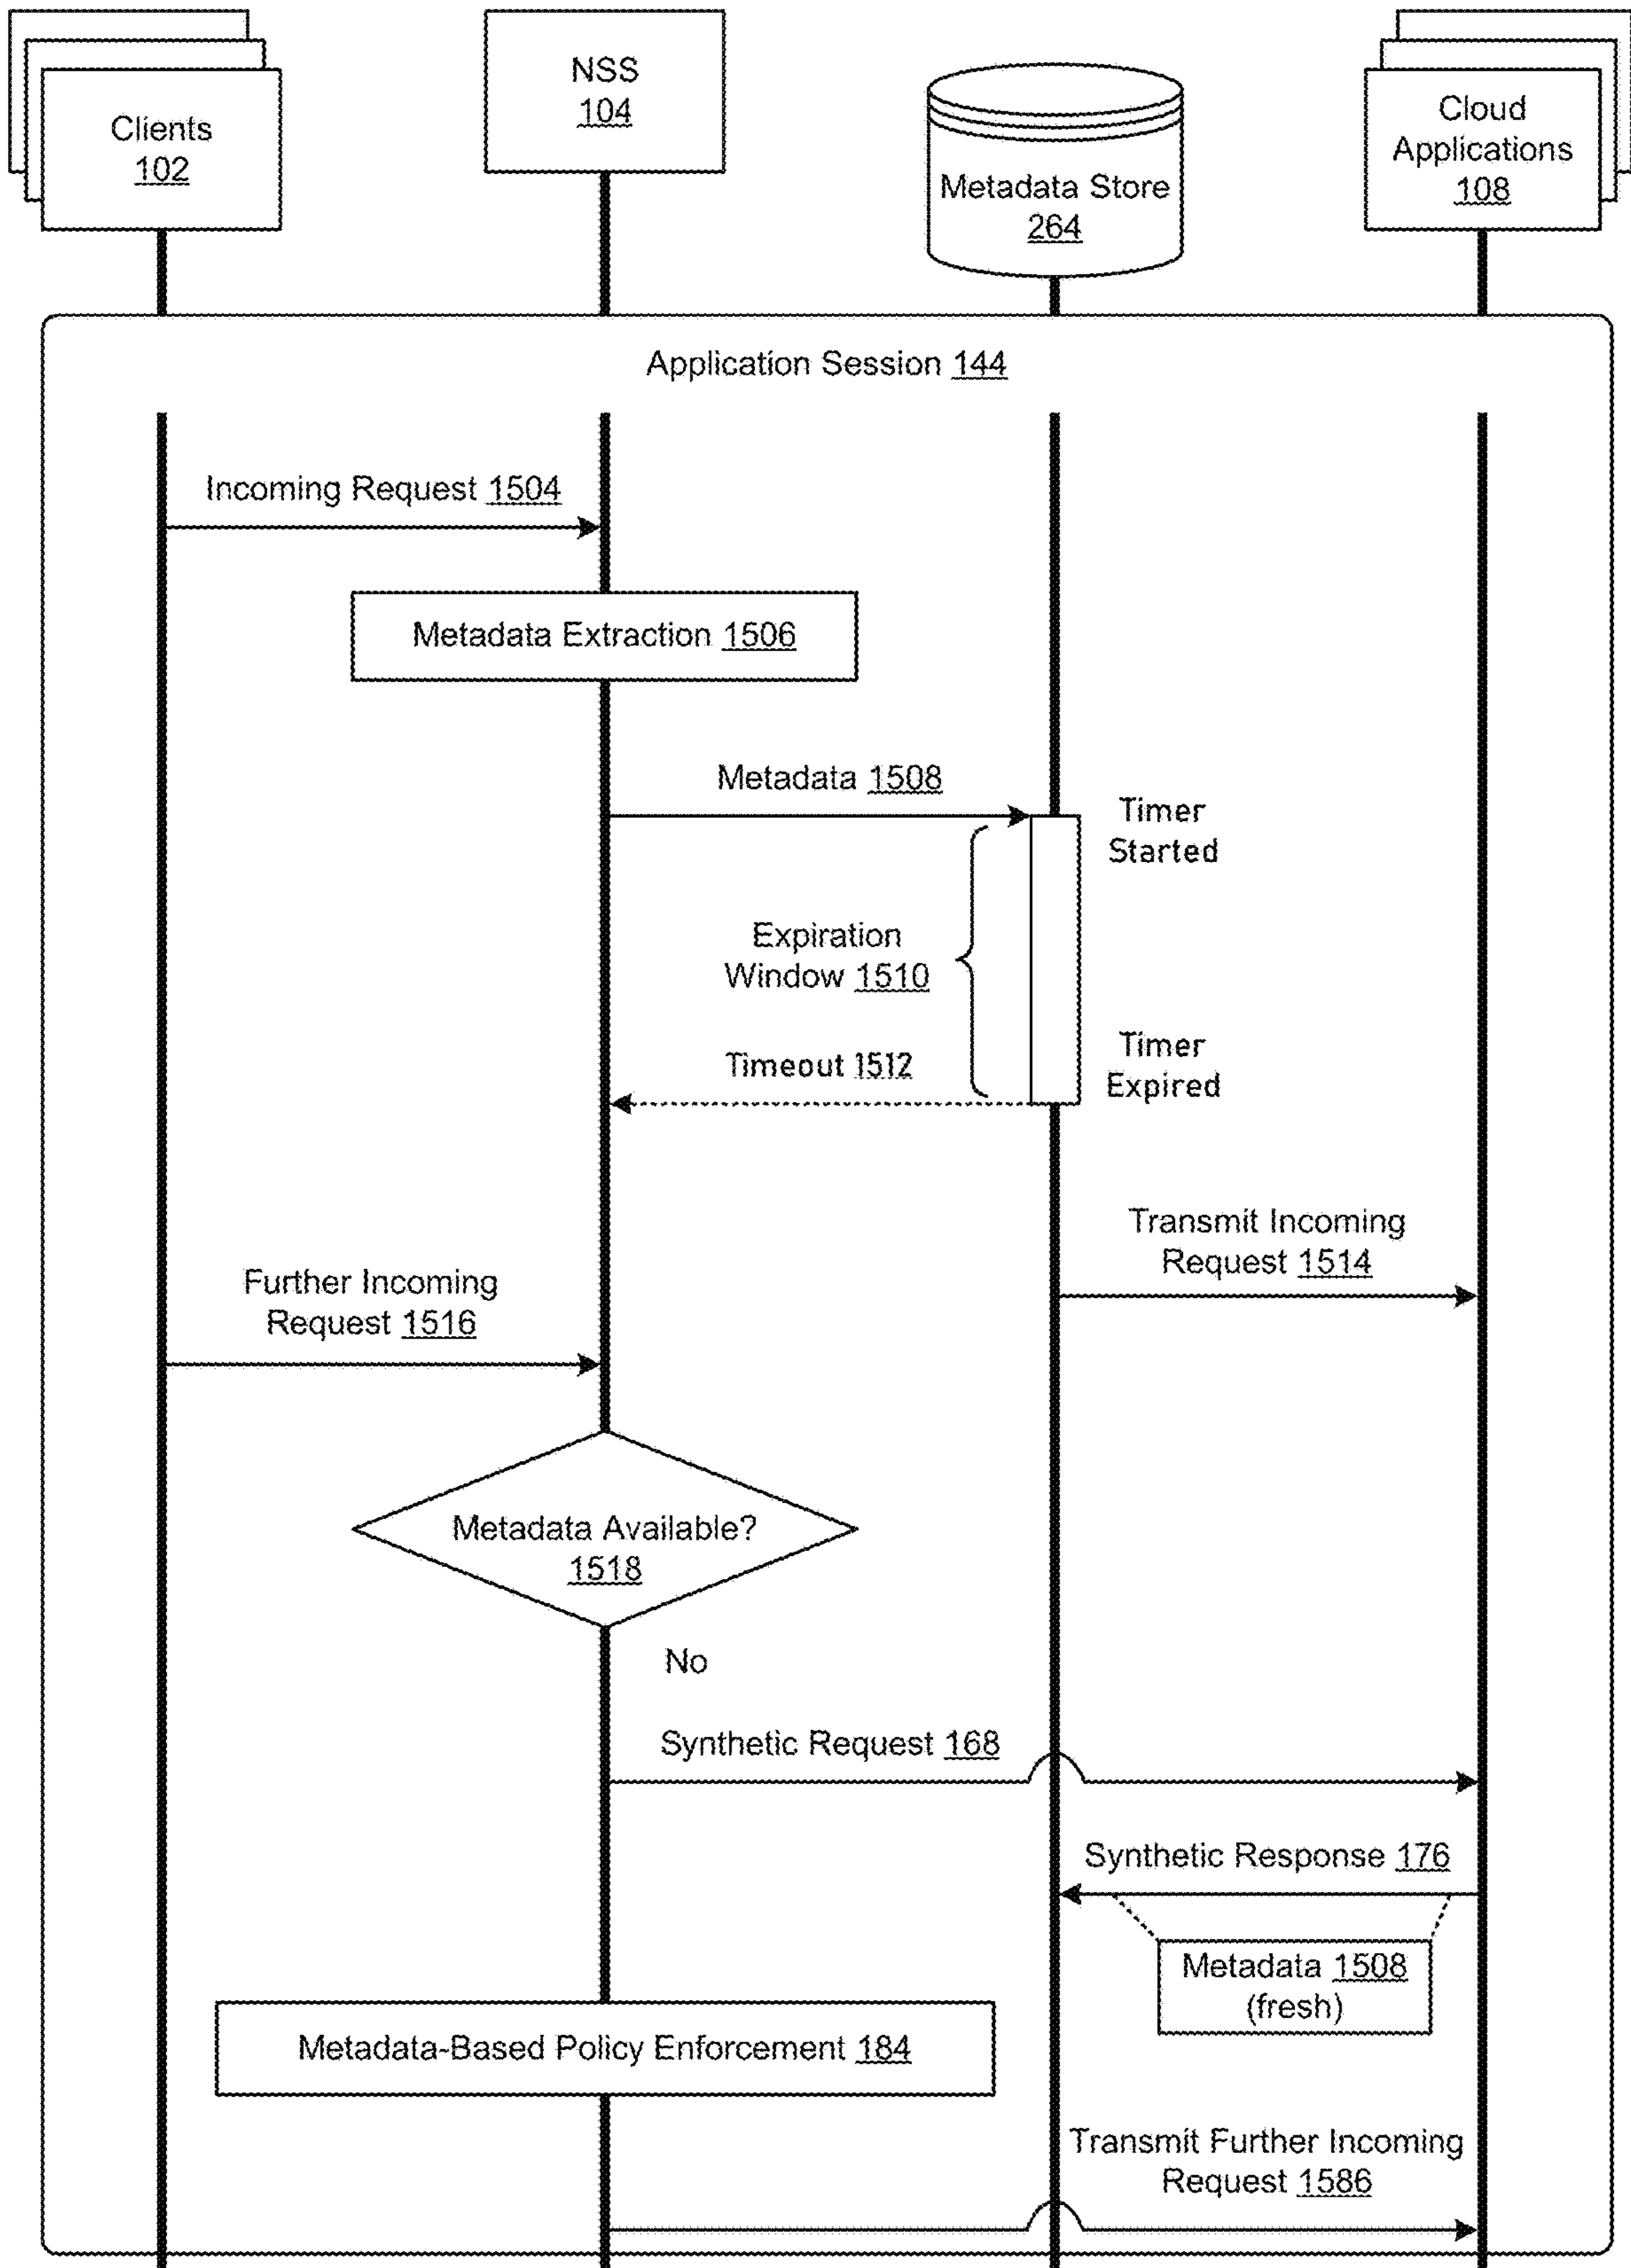 Clients
102
NSS
104
Metadata Store
264
Cloud
Applications
108
Application Session 144
Incoming Request 1504
Metadata Extraction 1506
Metadata 1508
Timer
Started
Expiration
Window 1510
Timer
Expired
Timeout 1512
Transmit Incoming
Request 1514
Further Incoming
Request 1516
Metadata Available?
1518
No
Synthetic Request 168
Synthetic Response 176
Metadata 1508
(fresh)
Metadata-Based Policy Enforcement 184
Transmit Further Incoming
Request 1586